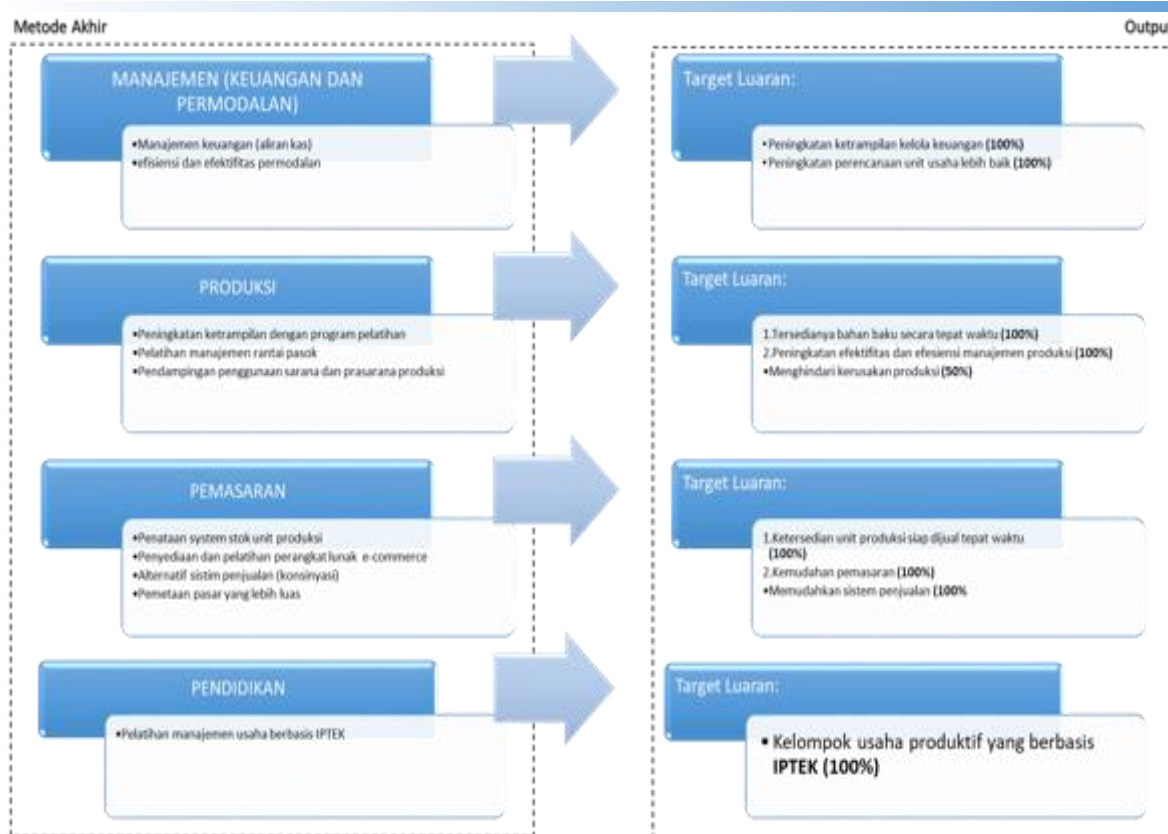 Metode Akhir
Output
MANAJEMEN (KEUANGAN DAN
PERMODALAN)
•Manajemen keuangan (aliran kas)
•efisiensi dan efektifitas permodalan
Target Luaran:
•Peningkatan ketrampilan kelola keuangan (100%)
•Peningkatan perencanaan unit usaha lebih baik (100%)
PRODUKSI
•Peningkatan ketrampilan dengan program pelatihan
•Pelatihan manajemen rantai pasok
•Pendampingan penggunaan sarana dan prasarana produksi
Target Luaran:
1.Tersedianya bahan baku secara tepat waktu (100%)
2.Peningkatan efektifitas dan efesiensi manajemen produksi (100%)
•Menghindari kerusakan produksi (50%)
PEMASARAN
•Penataan system stok unit produksi
•Penyediaan dan pelatihan perangkat lunak e-commerce
•Alternatif sistim penjualan (konsinyasi)
•Pemetaan pasar yang lebih luas
Target Luaran:
1.Ketersedian unit produksi siap dijual tepat waktu
(100%)
2.Kemudahan pemasaran (100%)
•Memudahkan sistem penjualan (100%
PENDIDIKAN
•Pelatihan manajemen usaha berbasis IPTEK
Target Luaran:
• Kelompok usaha produktif yang berbasis
IPTEK (100%)